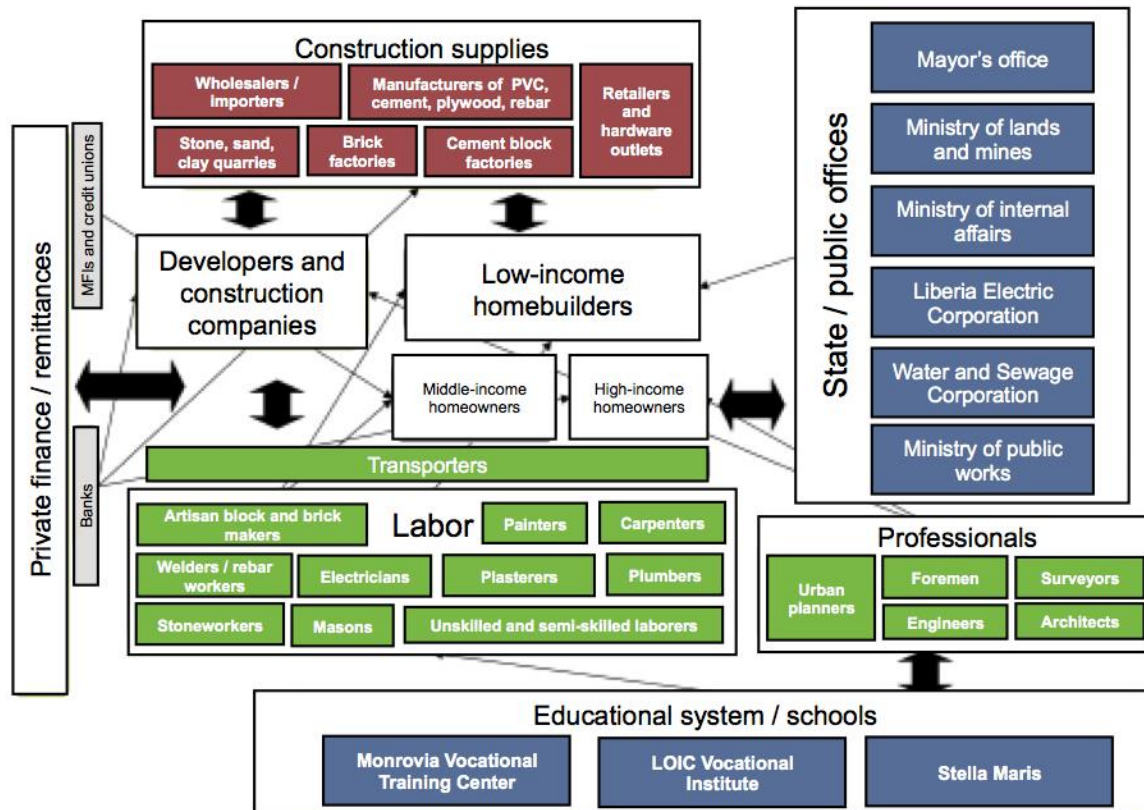 Construction supplies
Wholesalers /
importers
Manufacturers of PVC,
cement, plywood, rebar
Retailers
and
hardware
outlets
Stone, sand,
clay quarries
Brick
factories
Cement block
factories
Private finance / remittances
MFIs and credit unions
Banks
Developers and
construction
companies
Low-income
homebuilders
Middle-income
homeowners
High-income
homeowners
State / public offices
Mayor's office
Ministry of lands
and mines
Ministry of internal
affairs
Liberia Electric
Corporation
Water and Sewage
Corporation
Ministry of public
works
Transporters
Labor
Artisan block and brick
makers
Painters
Carpenters
Welders / rebar
workers
Electricians
Plasterers
Plumbers
Stoneworkers
Masons
Unskilled and semi-skilled laborers
Professionals
Urban
planners
Foremen
Surveyors
Engineers
Architects
Educational system / schools
Monrovia Vocational
Training Center
LOIC Vocational
Institute
Stella Maris